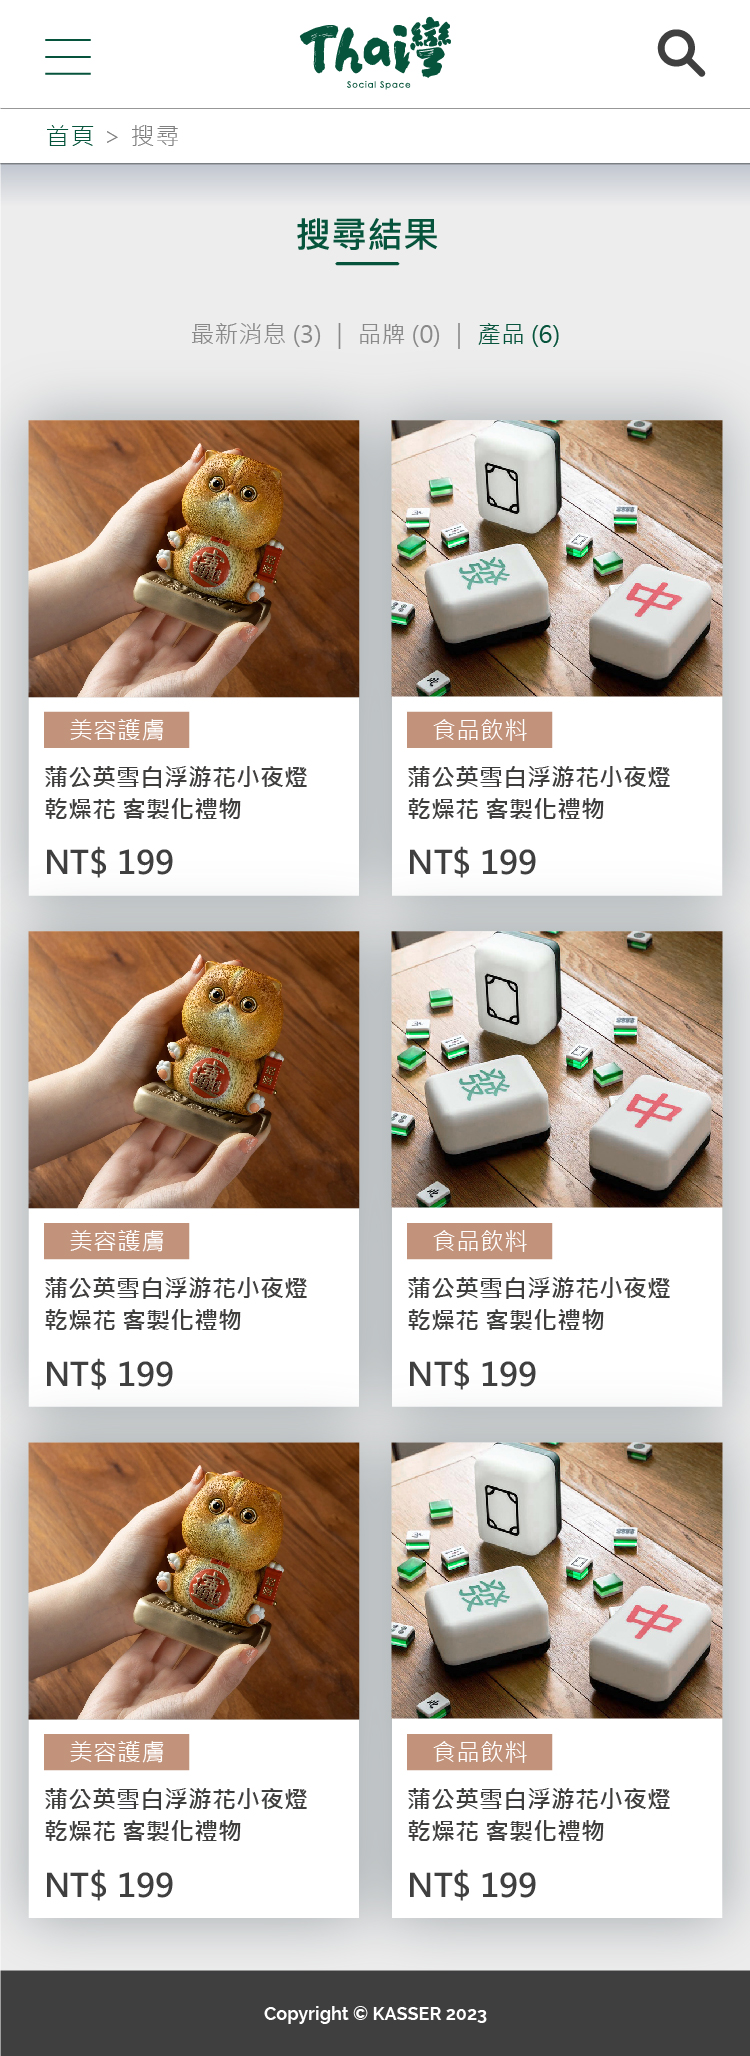 Thai灣
Social Space
首頁 > 搜尋
搜尋結果
最新消息 (3) | 品牌 (0) | 產品 (6)
發
中
美容護膚
食品飲料
蒲公英雪白浮游花小夜燈
乾燥花 客製化禮物
NT$ 199
蒲公英雪白浮游花小夜燈
乾燥花 客製化禮物
NT$ 199
發
中
美容護膚
食品飲料
蒲公英雪白浮游花小夜燈
乾燥花 客製化禮物
NT$ 199
蒲公英雪白浮游花小夜燈
乾燥花 客製化禮物
NT$ 199
發
中
美容護膚
食品飲料
蒲公英雪白浮游花小夜燈
乾燥花 客製化禮物
NT$ 199
蒲公英雪白浮游花小夜燈
乾燥花 客製化禮物
NT$ 199
Copyright © KASSER 2023